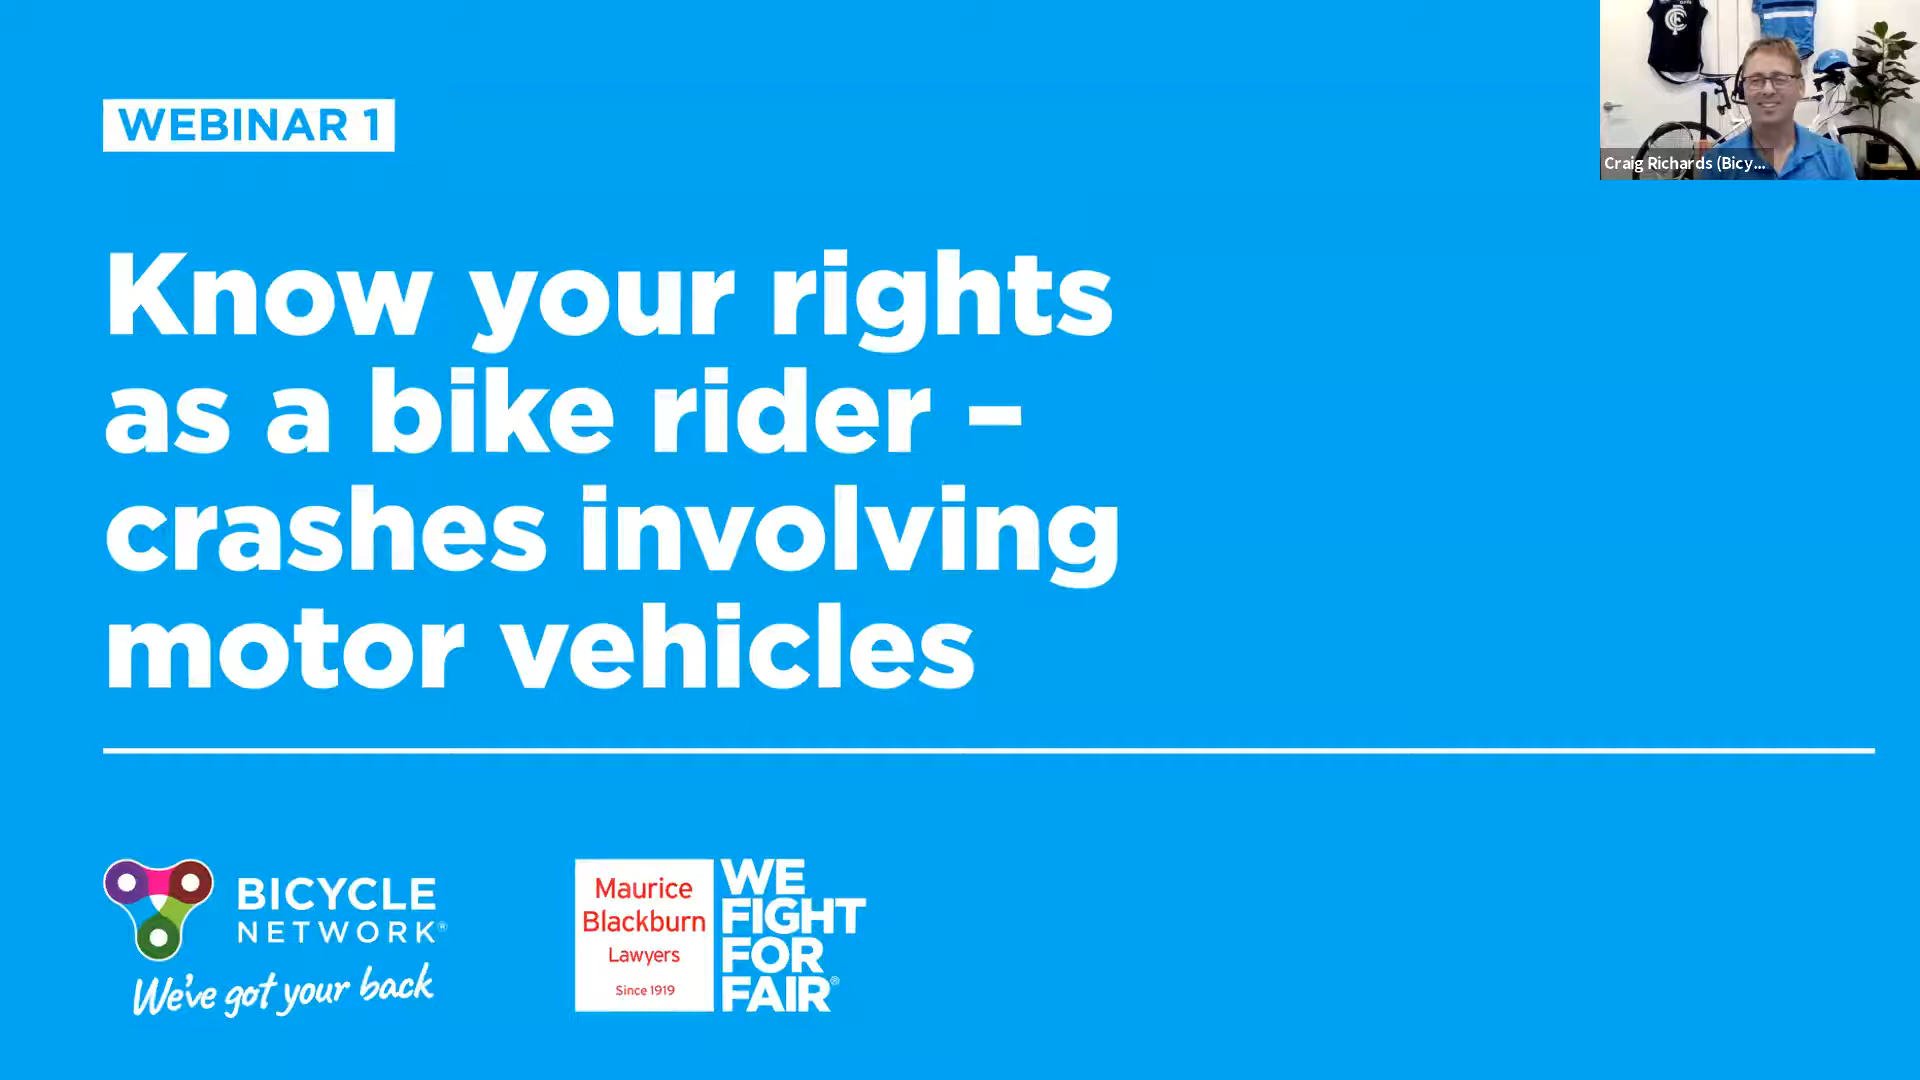 WEBINAR 1
Craig Richards (Bicy...
Know your rights
as a bike rider –
crashes involving
motor vehicles
BICYCLE
NETWORK®
We've got your back
Maurice
Blackburn
Lawyers
Since 1919
WE
FIGHT
FOR
FAIR®